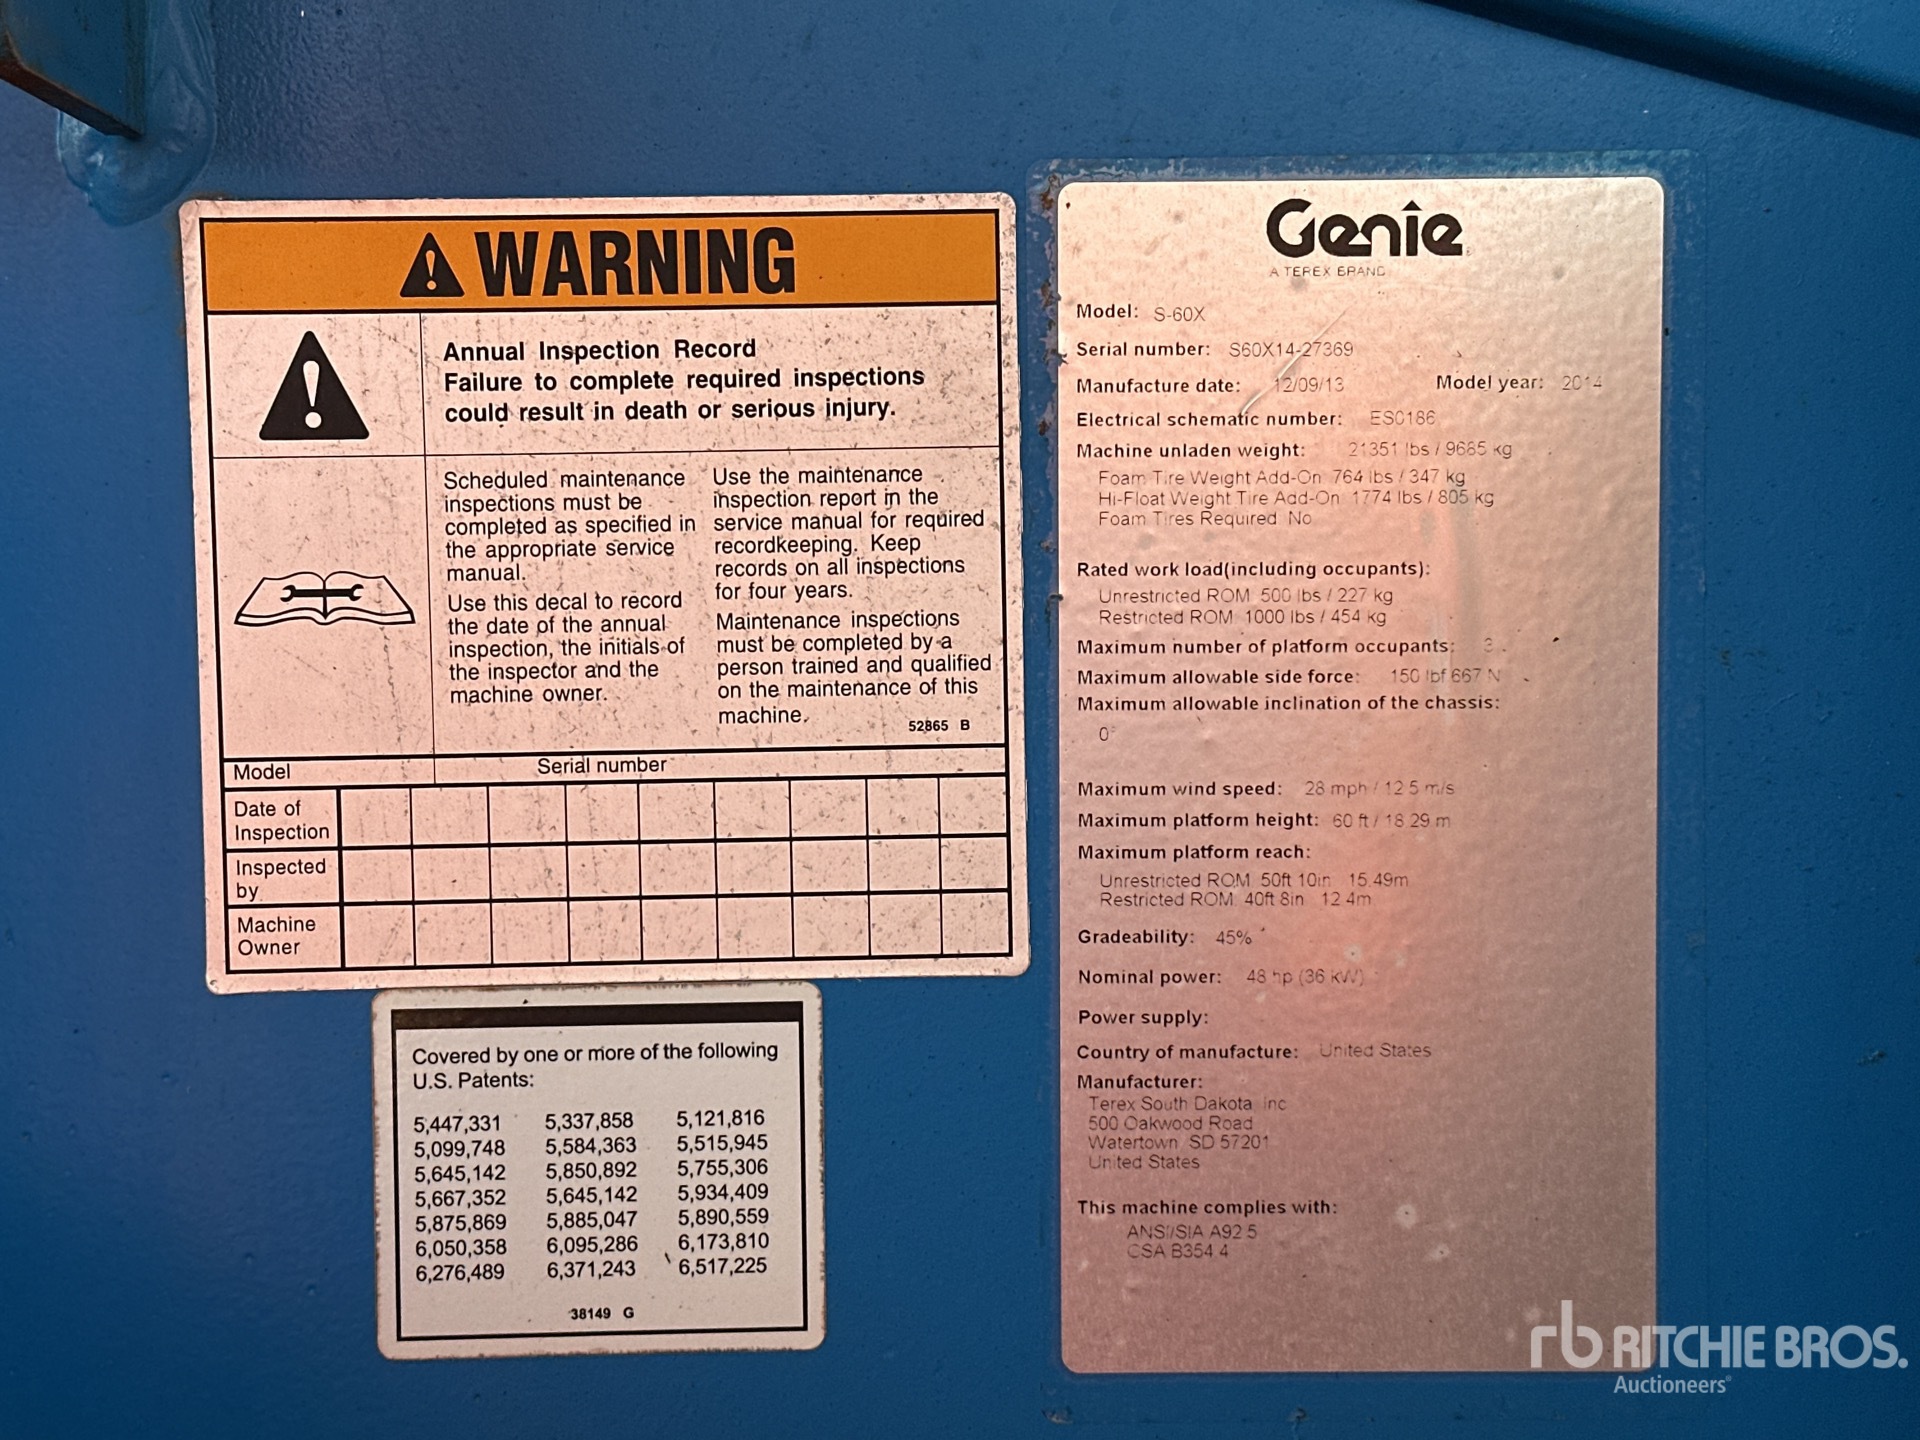 WARNING
Annual Inspection Record
Failure to complete required inspections
could result in death or serious injury.
Scheduled maintenance
inspections must be
completed as specified in
the appropriate service
manual.
Use this decal to record
the date of the annual
inspection, the initials of
the inspector and the
machine owner.
Use the maintenance
inspection report in the
service manual for required
recordkeeping. Keep
records on all inspections
for four years.
Maintenance inspections
must be completed by a
person trained and qualified
on the maintenance of this
machine.
52865 B
Model Serial number
Date of
Inspection
Inspected
by
Machine
Owner
Covered by one or more of the following
U.S. Patents:
5,447,331 5,337,858 5,121,816
5,099,748 5,584,363 5,515,945
5,645,142 5,850,892 5,755,306
5,667,352 5,645,142 5,934,409
5,875,869 5,885,047 5,890,559
6,050,358 6,095,286 6,173,810
6,276,489 6,371,243 6,517,225
38149 G
Genie
A TEREX BRAND
Model: S-60X
Serial number: S60X14-27369
Manufacture date: 12/09/13 Model year: 2014
Electrical schematic number: ES0186
Machine unladen weight: 21351 lbs / 9685 kg
Foam Tire Weight Add-On 764 lbs / 347 kg
Hi-Float Weight Tire Add-On 1774 lbs / 805 kg
Foam Tires Required No
Rated work load(including occupants):
Unrestricted ROM 500 lbs / 227 kg
Restricted ROM 1000 lbs / 454 kg
Maximum number of platform occupants: 3
Maximum allowable side force: 150 lbf 667 N
Maximum allowable inclination of the chassis:
0°
Maximum wind speed: 28 mph / 12.5 m/s
Maximum platform height: 60 ft / 18.29 m
Maximum platform reach:
Unrestricted ROM 50ft 10in 15.49m
Restricted ROM 40ft 8in 12.4m
Gradeability: 45%
Nominal power: 48 hp (36 kW)
Power supply:
Country of manufacture: United States
Manufacturer:
Terex South Dakota Inc
500 Oakwood Road
Watertown SD 57201
United States
This machine complies with:
ANSI/SIA A92.5
CSA B354.4
rb RITCHIE BROS.
Auctioneers